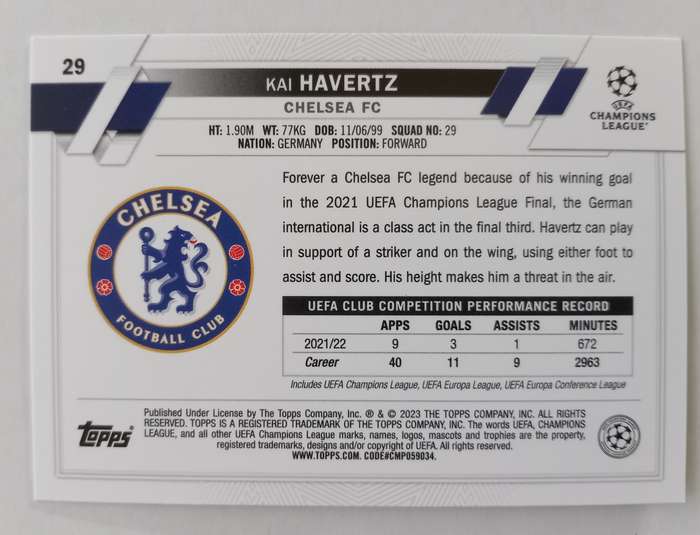 29
KAI HAVERTZ
CHELSEA FC
UEFA
CHAMPIONS
LEAGUE
HT: 1.90M WT: 77KG DOB: 11/06/99 SQUAD NO: 29
NATION: GERMANY POSITION: FORWARD
CHELSEA
FOOTBALL CLUB
Forever a Chelsea FC legend because of his winning goal
in the 2021 UEFA Champions League Final, the German
international is a class act in the final third. Havertz can play
in support of a striker and on the wing, using either foot to
assist and score. His height makes him a threat in the air.
UEFA CLUB COMPETITION PERFORMANCE RECORD
APPS GOALS ASSISTS MINUTES
2021/22 9 3 1 672
Career 40 11 9 2963
Includes UEFA Champions League, UEFA Europa League, UEFA Europa Conference League
Topps®
Published Under License by The Topps Company, Inc. ® & © 2023 THE TOPPS COMPANY, INC. ALL RIGHTS
RESERVED. TOPPS IS A REGISTERED TRADEMARK OF THE TOPPS COMPANY, INC. The words UEFA, CHAMPIONS
LEAGUE, and all other UEFA Champions League marks, names, logos, mascots and trophies are the property,
registered trademarks, designs and/or copyright of UEFA. All rights reserved.
WWW.TOPPS.COM. CODE#CMP059034.